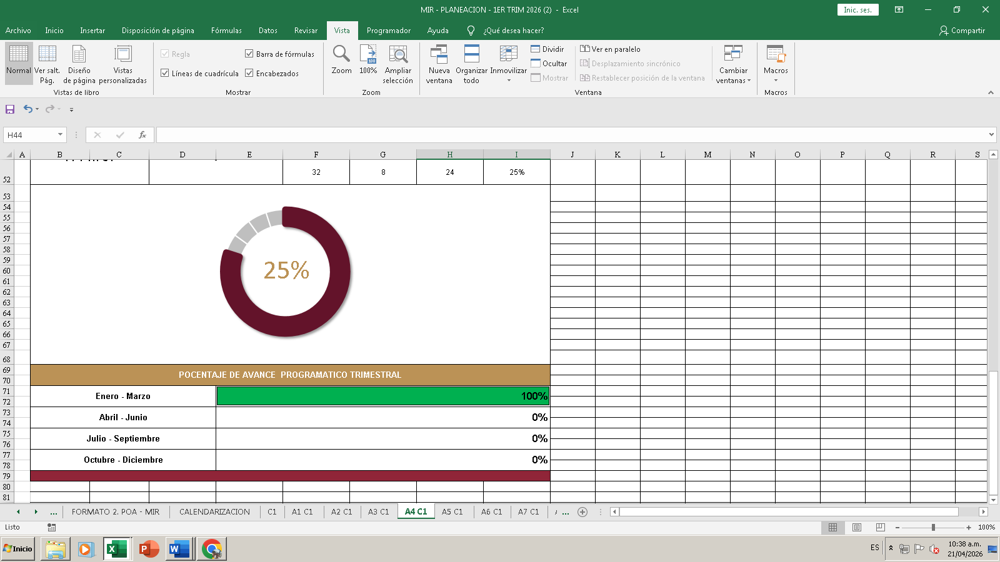 MIR - PLANEACION - 1ER TRIM 2026 (2) - Excel
Inic. ses.
Archivo Inicio Insertar Disposición de página Fórmulas Datos Revisar Vista Programador Ayuda ¿Qué desea hacer? Compartir
Normal
Ver salt. Pág.
Diseño de página
Vistas personalizadas
Vistas de libro
Regla
Barra de fórmulas
Líneas de cuadrícula
Encabezados
Mostrar
Zoom
100%
Ampliar selección
Zoom
Nueva ventana
Organizar todo
Inmovilizar
Dividir
Ocultar
Mostrar
Ver en paralelo
Desplazamiento sincrónico
Restablecer posición de la ventana
Ventana
Cambiar ventanas
Macros
Macros
H44
fx
A B C D E F G H I J K L M N O P Q R S
52 32 8 24 25%
53
54
55
56
57
58
59
60
25%
61
62
63
64
65
66
67
68
69
70
POCENTAJE DE AVANCE PROGRAMATICO TRIMESTRAL
71
72
Enero - Marzo 100%
73
74
Abril - Junio 0%
75
76
Julio - Septiembre 0%
77
78
Octubre - Diciembre 0%
79
80
81
... FORMATO 2. POA - MIR CALENDARIZACION C1 A1 C1 A2 C1 A3 C1 A4 C1 A5 C1 A6 C1 A7 C1 ...
Listo
100%
Inicio
ES
10:38 a.m.
21/04/2026